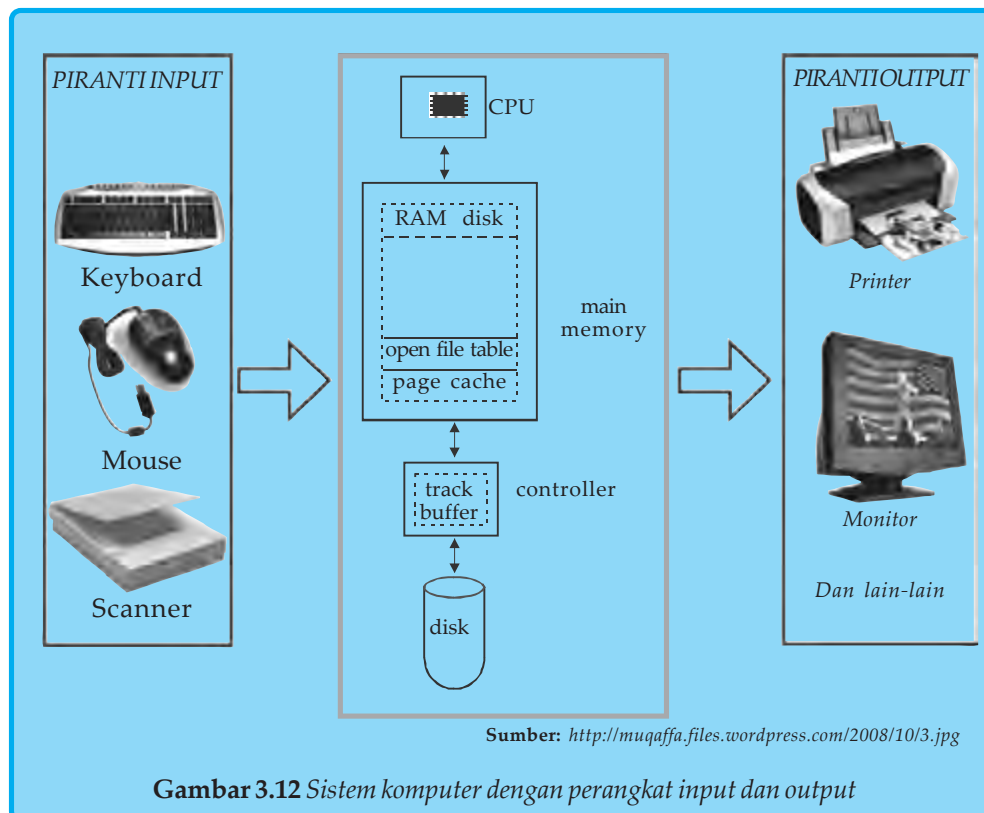 PIRANTI INPUT
Keyboard
Mouse
Scanner
CPU
RAM disk
open file table
page cache
main
memory
track
buffer
controller
disk
PIRANTI OUTPUT
Printer
Monitor
Dan lain-lain
Sumber: http://muqaffa.files.wordpress.com/2008/10/3.jpg
Gambar 3.12 Sistem komputer dengan perangkat input dan output